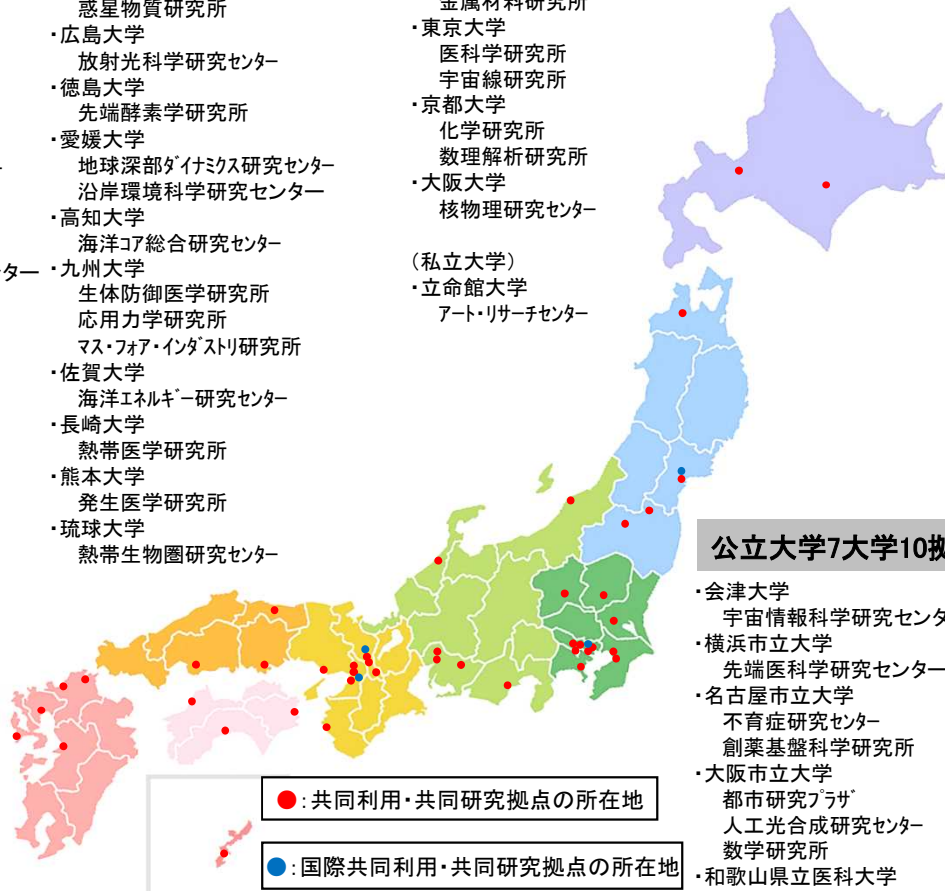 惑星物質研究所
・広島大学
放射光科学研究センター
・徳島大学
先端酵素学研究所
・愛媛大学
地球深部ダイナミクス研究センター
沿岸環境科学研究センター
・高知大学
海洋コア総合研究センター
ター
・九州大学
生体防御医学研究所
応用力学研究所
マス・フォア・インダストリ研究所
・佐賀大学
海洋エネルギー研究センター
・長崎大学
熱帯医学研究所
・熊本大学
発生医学研究所
・琉球大学
熱帯生物圏研究センター
金属材料研究所
・東京大学
医科学研究所
宇宙線研究所
・京都大学
化学研究所
数理解析研究所
・大阪大学
核物理研究センター
（私立大学）
・立命館大学
アート・リサーチセンター
公立大学7大学10拠
・会津大学
宇宙情報科学研究センタ
・横浜市立大学
先端医科学研究センター
・名古屋市立大学
不育症研究センター
創薬基盤科学研究所
・大阪市立大学
都市研究プラザ
人工光合成研究センター
数学研究所
・和歌山県立医科大学
：共同利用・共同研究拠点の所在地
：国際共同利用・共同研究拠点の所在地